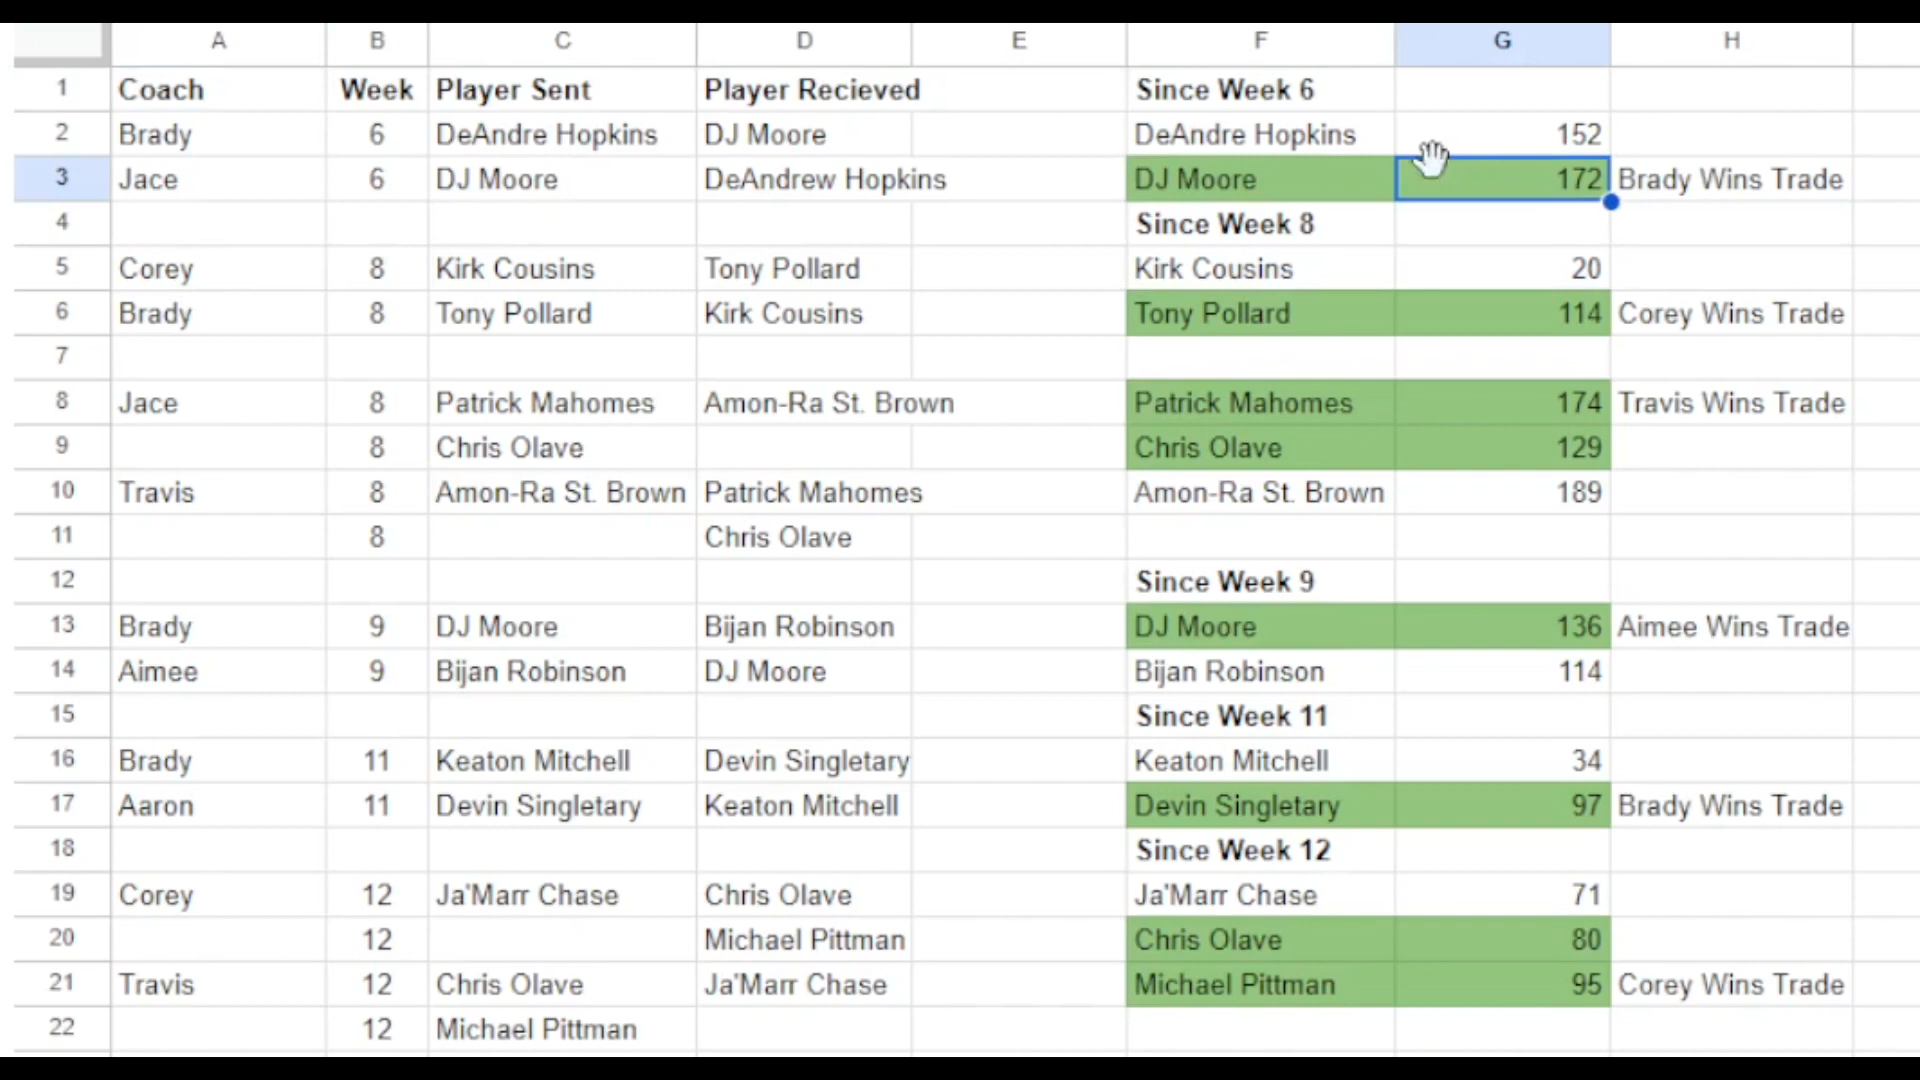 A B C D E F G H
1 Coach Week Player Sent Player Recieved Since Week 6
2 Brady 6 DeAndre Hopkins DJ Moore DeAndre Hopkins 152
3 Jace 6 DJ Moore DeAndrew Hopkins DJ Moore 172 Brady Wins Trade
4 Since Week 8
5 Corey 8 Kirk Cousins Tony Pollard Kirk Cousins 20
6 Brady 8 Tony Pollard Kirk Cousins Tony Pollard 114 Corey Wins Trade
7
8 Jace 8 Patrick Mahomes Amon-Ra St. Brown Patrick Mahomes 174 Travis Wins Trade
9 8 Chris Olave Chris Olave 129
10 Travis 8 Amon-Ra St. Brown Patrick Mahomes Amon-Ra St. Brown 189
11 8 Chris Olave
12 Since Week 9
13 Brady 9 DJ Moore Bijan Robinson DJ Moore 136 Aimee Wins Trade
14 Aimee 9 Bijan Robinson DJ Moore Bijan Robinson 114
15 Since Week 11
16 Brady 11 Keaton Mitchell Devin Singletary Keaton Mitchell 34
17 Aaron 11 Devin Singletary Keaton Mitchell Devin Singletary 97 Brady Wins Trade
18 Since Week 12
19 Corey 12 Ja'Marr Chase Chris Olave Ja'Marr Chase 71
20 12 Michael Pittman Chris Olave 80
21 Travis 12 Chris Olave Ja'Marr Chase Michael Pittman 95 Corey Wins Trade
22 12 Michael Pittman